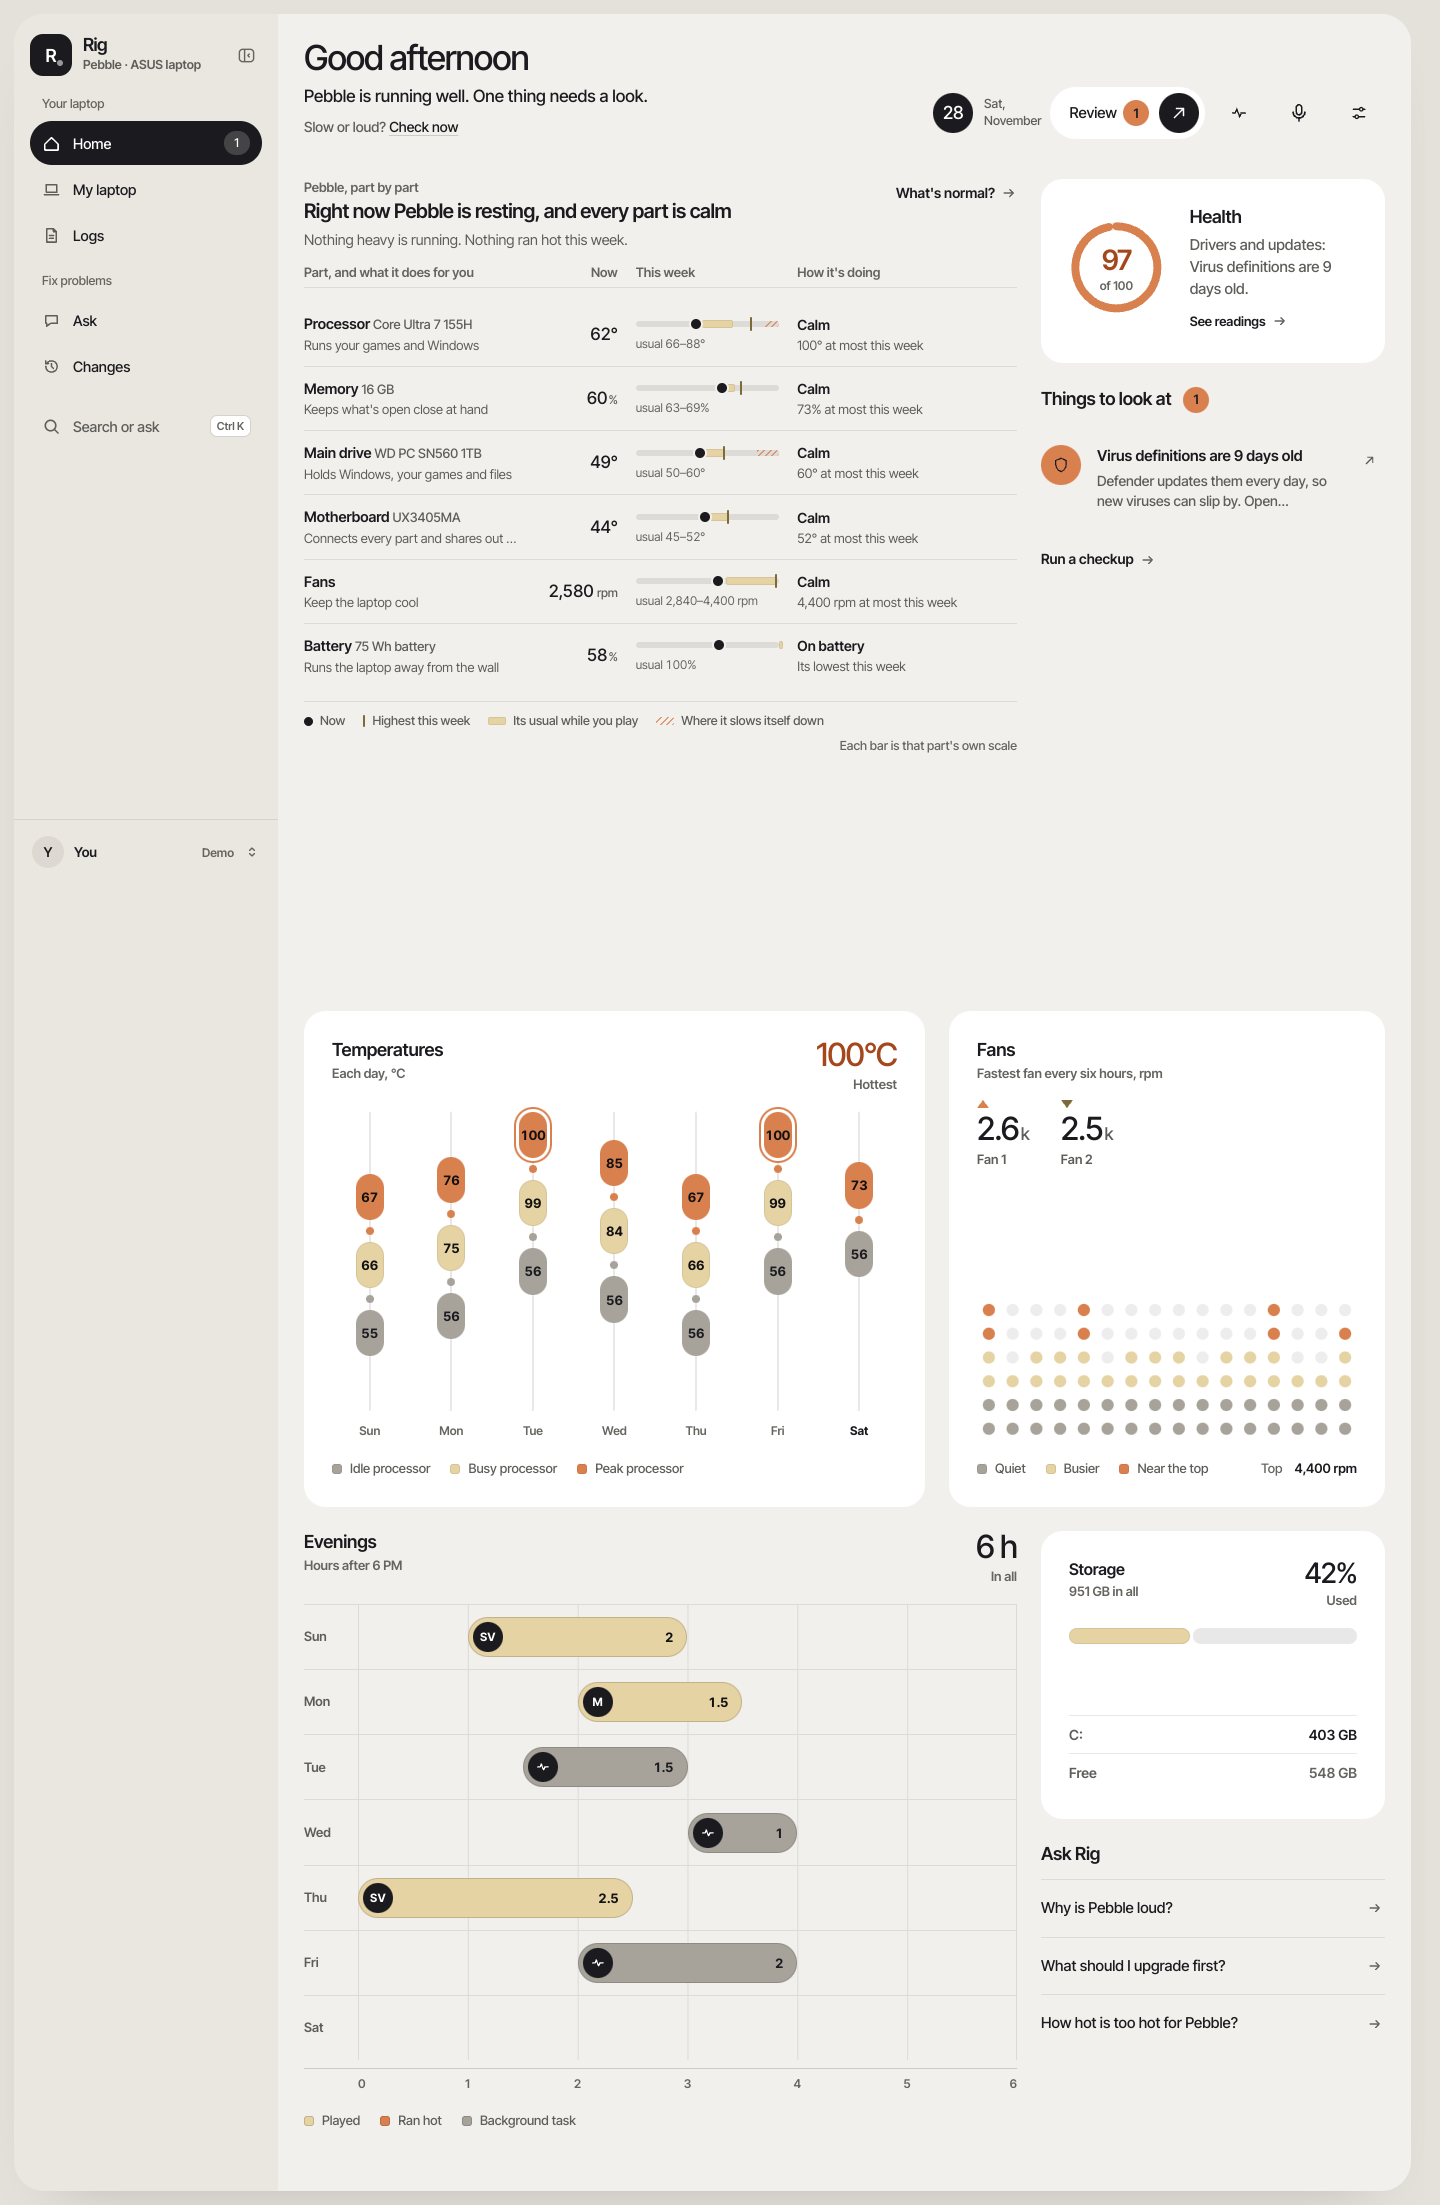 R
Rig
Pebble · ASUS laptop
Your laptop
Home 1
My laptop
Logs
Fix problems
Ask
Changes
Search or ask Ctrl K
Y You Demo
Good afternoon
Pebble is running well. One thing needs a look.
Slow or loud? Check now
28 Sat,
November
Review 1
Pebble, part by part
Right now Pebble is resting, and every part is calm
Nothing heavy is running. Nothing ran hot this week.
What's normal?
Part, and what it does for you Now This week How it's doing
Processor Core Ultra 7 155H
Runs your games and Windows
62°
usual 66–88°
Calm
100° at most this week
Memory 16 GB
Keeps what's open close at hand
60%
usual 63–69%
Calm
73% at most this week
Main drive WD PC SN560 1TB
Holds Windows, your games and files
49°
usual 50–60°
Calm
60° at most this week
Motherboard UX3405MA
Connects every part and shares out ...
44°
usual 45–52°
Calm
52° at most this week
Fans
Keep the laptop cool
2,580 rpm
usual 2,840–4,400 rpm
Calm
4,400 rpm at most this week
Battery 75 Wh battery
Runs the laptop away from the wall
58%
usual 100%
On battery
Its lowest this week
Now Highest this week Its usual while you play Where it slows itself down
Each bar is that part's own scale
97
of 100
Health
Drivers and updates:
Virus definitions are 9
days old.
See readings
Things to look at 1
Virus definitions are 9 days old
Defender updates them every day, so
new viruses can slip by. Open...
Run a checkup
Temperatures
Each day, °C
100°C
Hottest
67
66
55
76
75
56
100
99
56
85
84
56
67
66
56
100
99
56
73
56
Sun Mon Tue Wed Thu Fri Sat
Idle processor Busy processor Peak processor
Fans
Fastest fan every six hours, rpm
2.6k
Fan 1
2.5k
Fan 2
Quiet Busier Near the top Top 4,400 rpm
Evenings
Hours after 6 PM
6 h
In all
Sun SV 2
Mon M 1.5
Tue 1.5
Wed 1
Thu SV 2.5
Fri 2
Sat
0 1 2 3 4 5 6
Played Ran hot Background task
Storage
951 GB in all
42%
Used
C: 403 GB
Free 548 GB
Ask Rig
Why is Pebble loud?
What should I upgrade first?
How hot is too hot for Pebble?